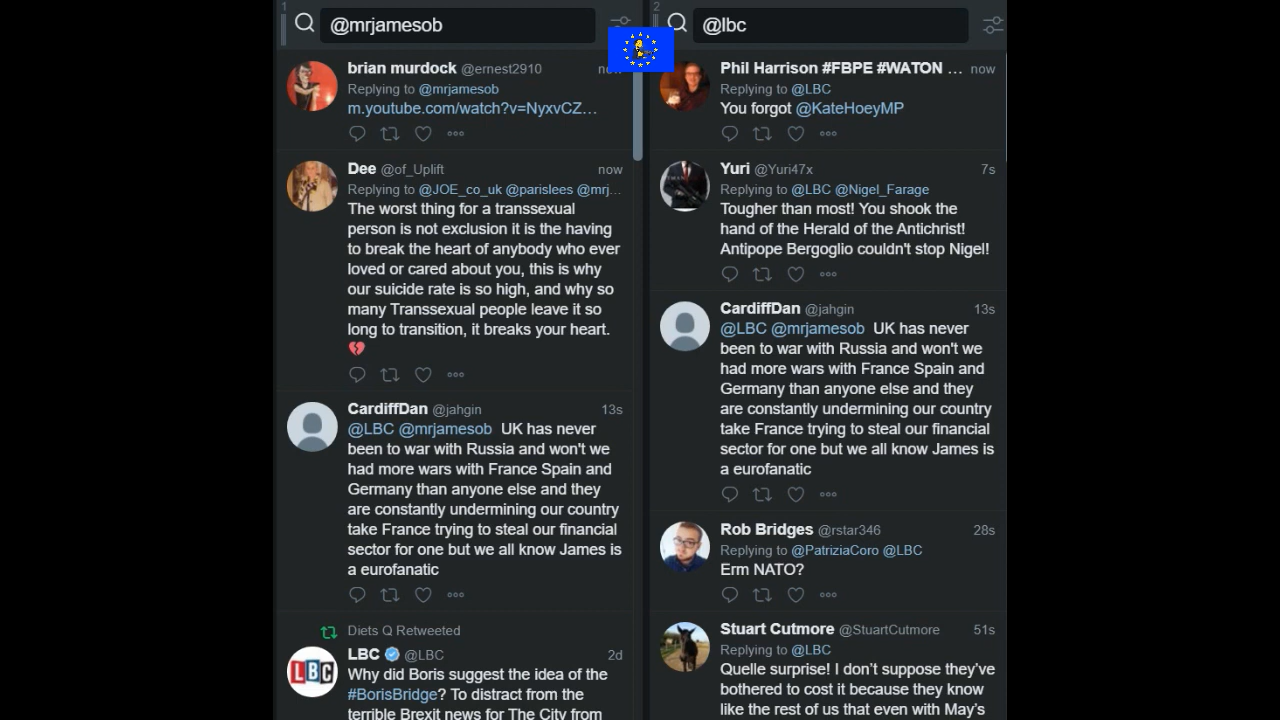 1
@mrjamesob
brian murdock @ernest2910
Replying to @mrjamesob
m.youtube.com/watch?v=NyxvCZ…
Dee @of_Uplift now
Replying to @JOE_co_uk @parislees @mrj...
The worst thing for a transsexual
person is not exclusion it is the having
to break the heart of anybody who ever
loved or cared about you, this is why
our suicide rate is so high, and why so
many Transsexual people leave it so
long to transition, it breaks your heart.
CardiffDan @jahgin 13s
@LBC @mrjamesob UK has never
been to war with Russia and won't we
had more wars with France Spain and
Germany than anyone else and they
are constantly undermining our country
take France trying to steal our financial
sector for one but we all know James is
a eurofanatic
Diets Q Retweeted
LBC @LBC 2d
LBC
Why did Boris suggest the idea of the
#BorisBridge? To distract from the
terrible Brexit news for The City from
2
@lbc
Phil Harrison #FBPE #WATON … now
Replying to @LBC
You forgot @KateHoeyMP
Yuri @Yuri47x 7s
Replying to @LBC @Nigel_Farage
Tougher than most! You shook the
hand of the Herald of the Antichrist!
Antipope Bergoglio couldn't stop Nigel!
CardiffDan @jahgin 13s
@LBC @mrjamesob UK has never
been to war with Russia and won't we
had more wars with France Spain and
Germany than anyone else and they
are constantly undermining our country
take France trying to steal our financial
sector for one but we all know James is
a eurofanatic
Rob Bridges @rstar346 28s
Replying to @PatriziaCoro @LBC
Erm NATO?
Stuart Cutmore @StuartCutmore 51s
Replying to @LBC
Quelle surprise! I don’t suppose they’ve
bothered to cost it because they know
like the rest of us that even with May’s